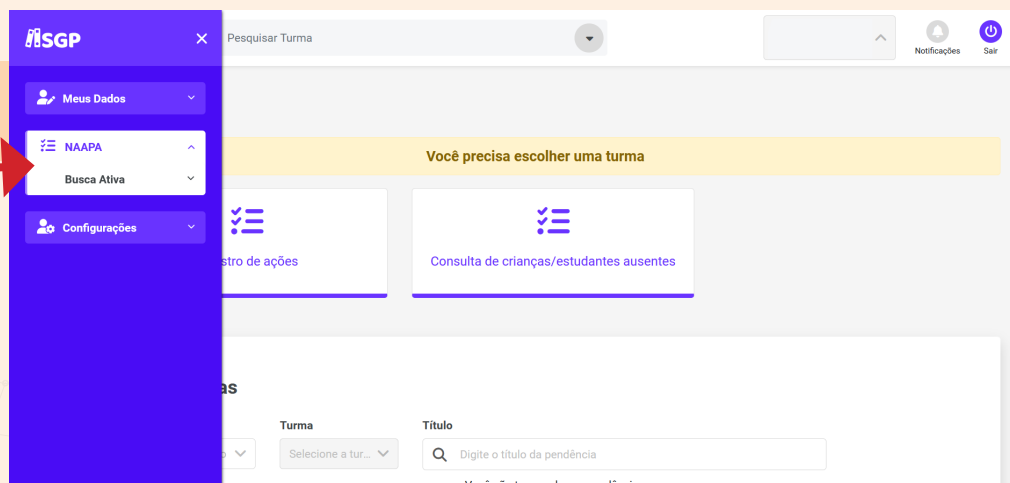 SGP
Pesquisar Turma
Notificações
Sair
Meus Dados
NAAPA
Busca Ativa
Configurações
Você precisa escolher uma turma
stro de ações
Consulta de crianças/estudantes ausentes
as
Turma
Título
Selecione a tur...
Digite o título da pendência